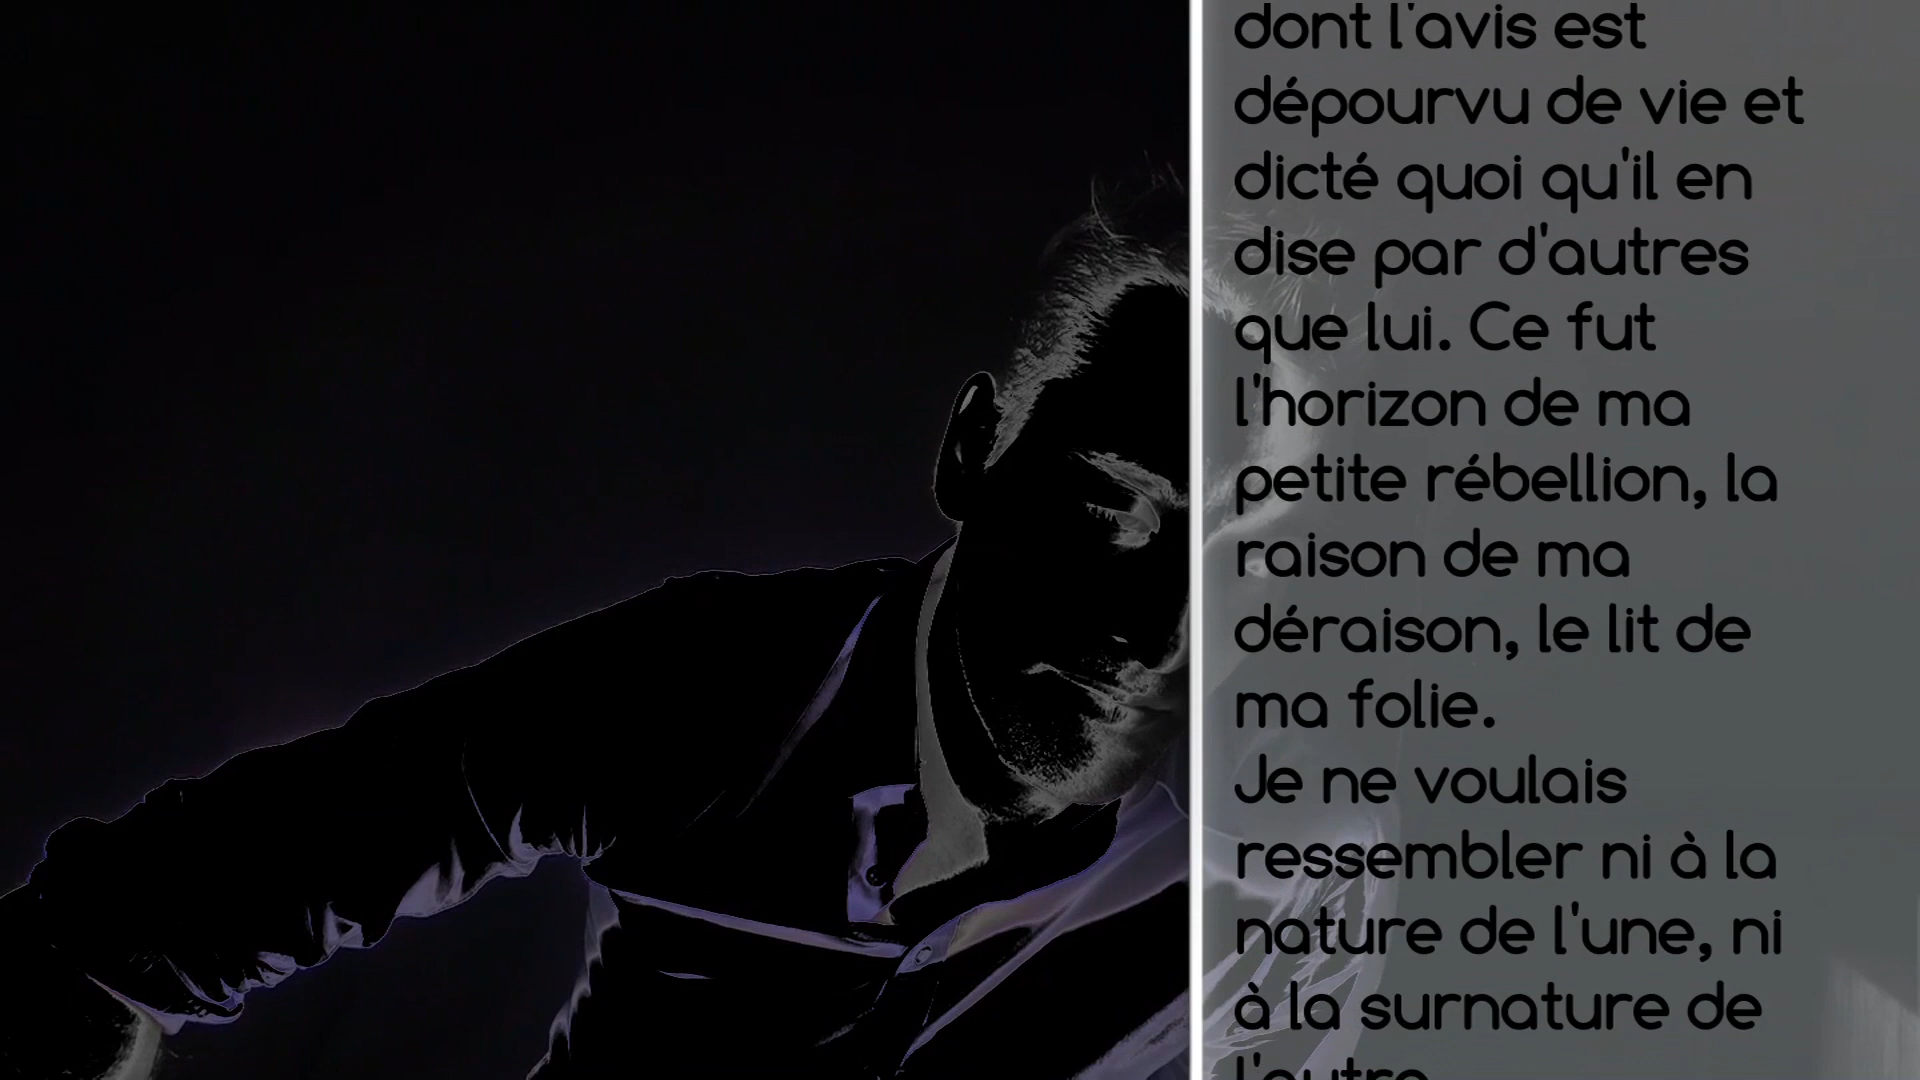 dont l'avis est
dépourvu de vie et
dicté quoi qu'il en
dise par d'autres
que lui. Ce fut
l'horizon de ma
petite rébellion, la
raison de ma
déraison, le lit de
ma folie.
Je ne voulais
ressembler ni à la
nature de l'une, ni
à la surnature de
l'autre